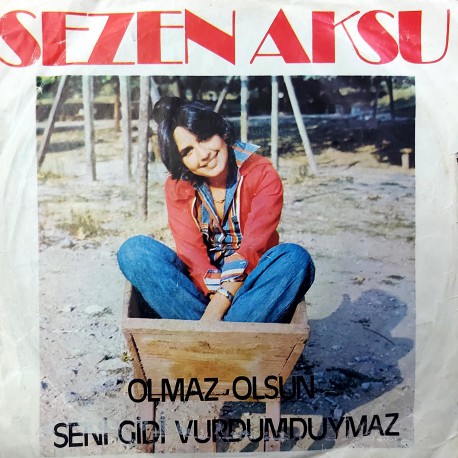 SEZEN AKSU
OLMAZ OLSUN
SENİ GİDİ VURDUMDUYMAZ